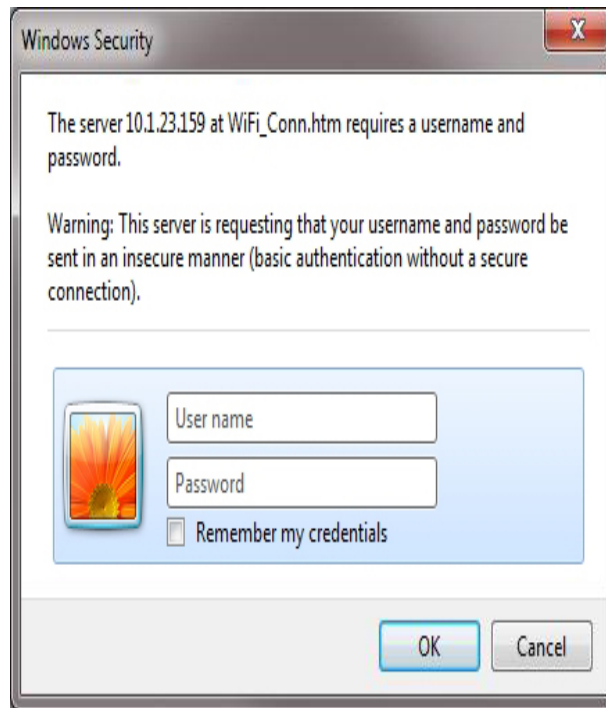 Windows Security
X
The server 10.1.23.159 at WiFi_Conn.htm requires a username and
password.
Warning: This server is requesting that your username and password be
sent in an insecure manner (basic authentication without a secure
connection).
User name
Password
Remember my credentials
OK Cancel